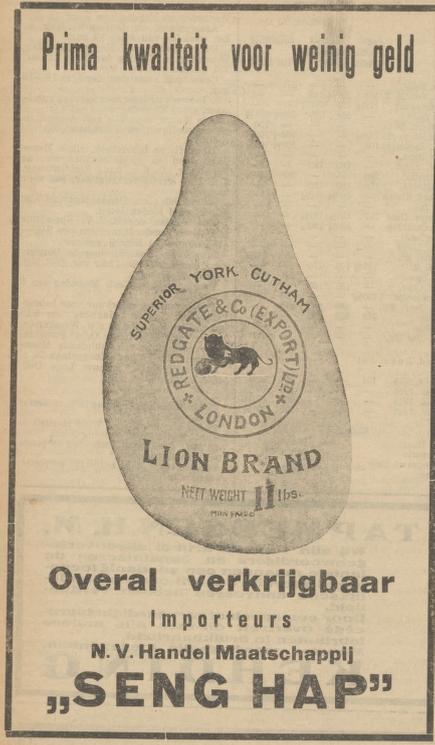 Prima kwaliteit voor weinig geld
SUPERIOR YORK CUTHAM
REDGATE & Co (EXPORT) LTD.
LONDON
LION BRAND
NETT WEIGHT 11 lbs.
Overal verkrijgbaar
Importeurs
N. V. Handel Maatschappij
„SENG HAP”